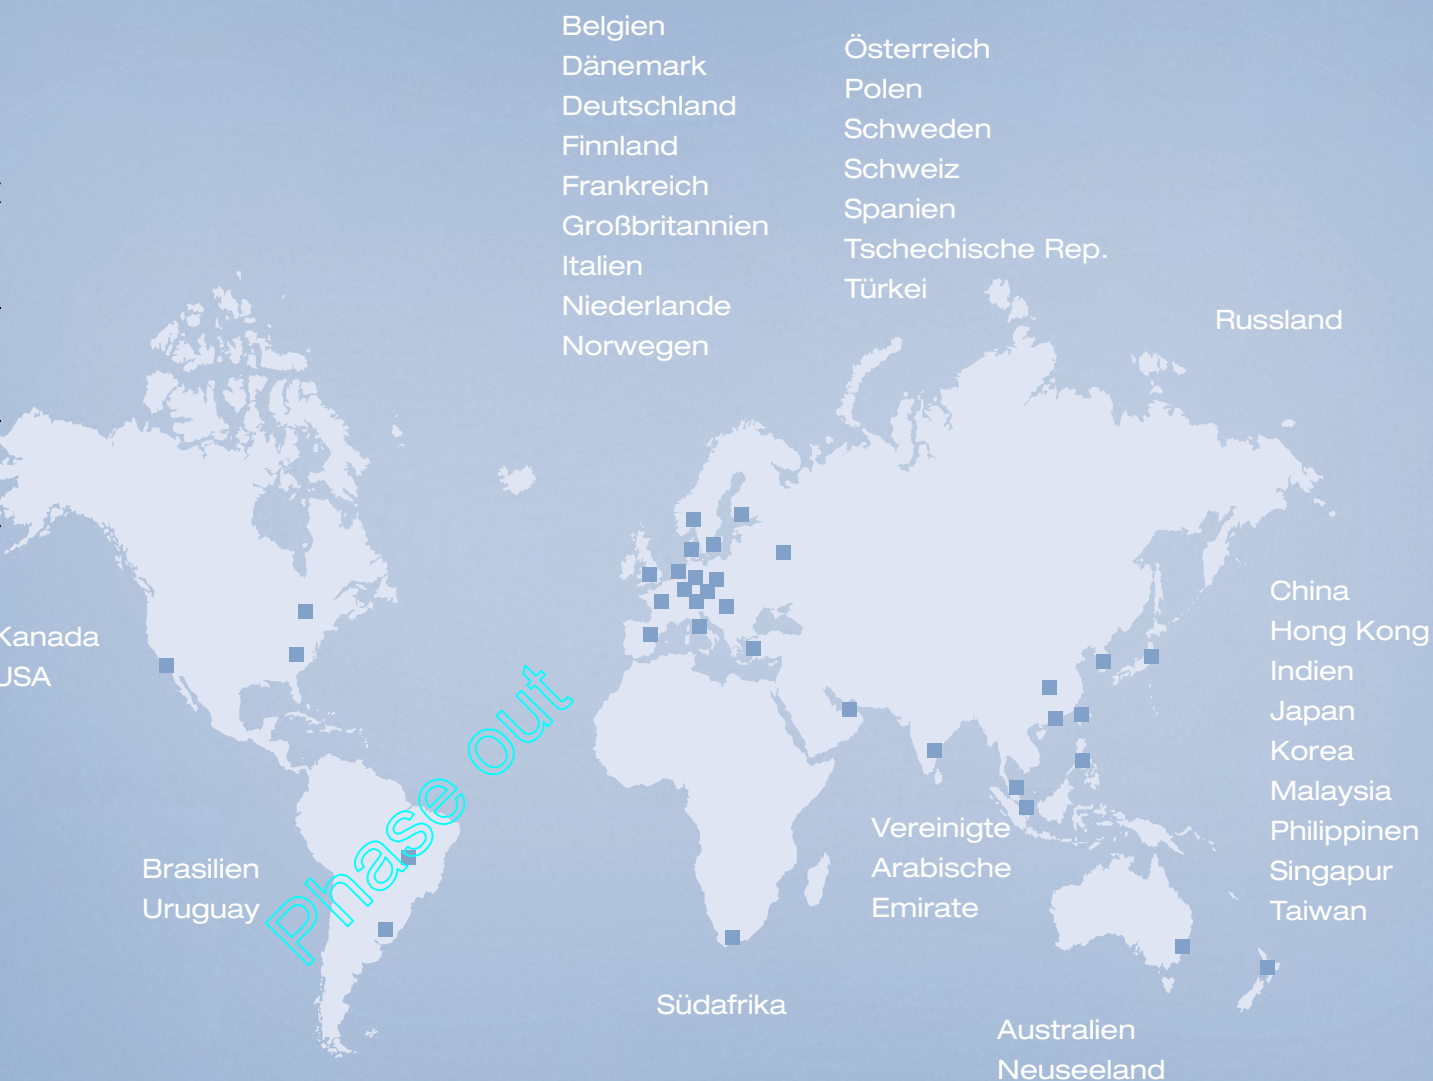 Belgien
Dänemark
Deutschland
Finnland
Frankreich
Großbritannien
Italien
Niederlande
Norwegen
Österreich
Polen
Schweden
Schweiz
Spanien
Tschechische Rep.
Türkei
Russland
Kanada
USA
China
Hong Kong
Indien
Japan
Korea
Malaysia
Philippinen
Singapur
Taiwan
Brasilien
Uruguay
Phase out
Vereinigte
Arabische
Emirate
Südafrika
Australien
Neuseeland